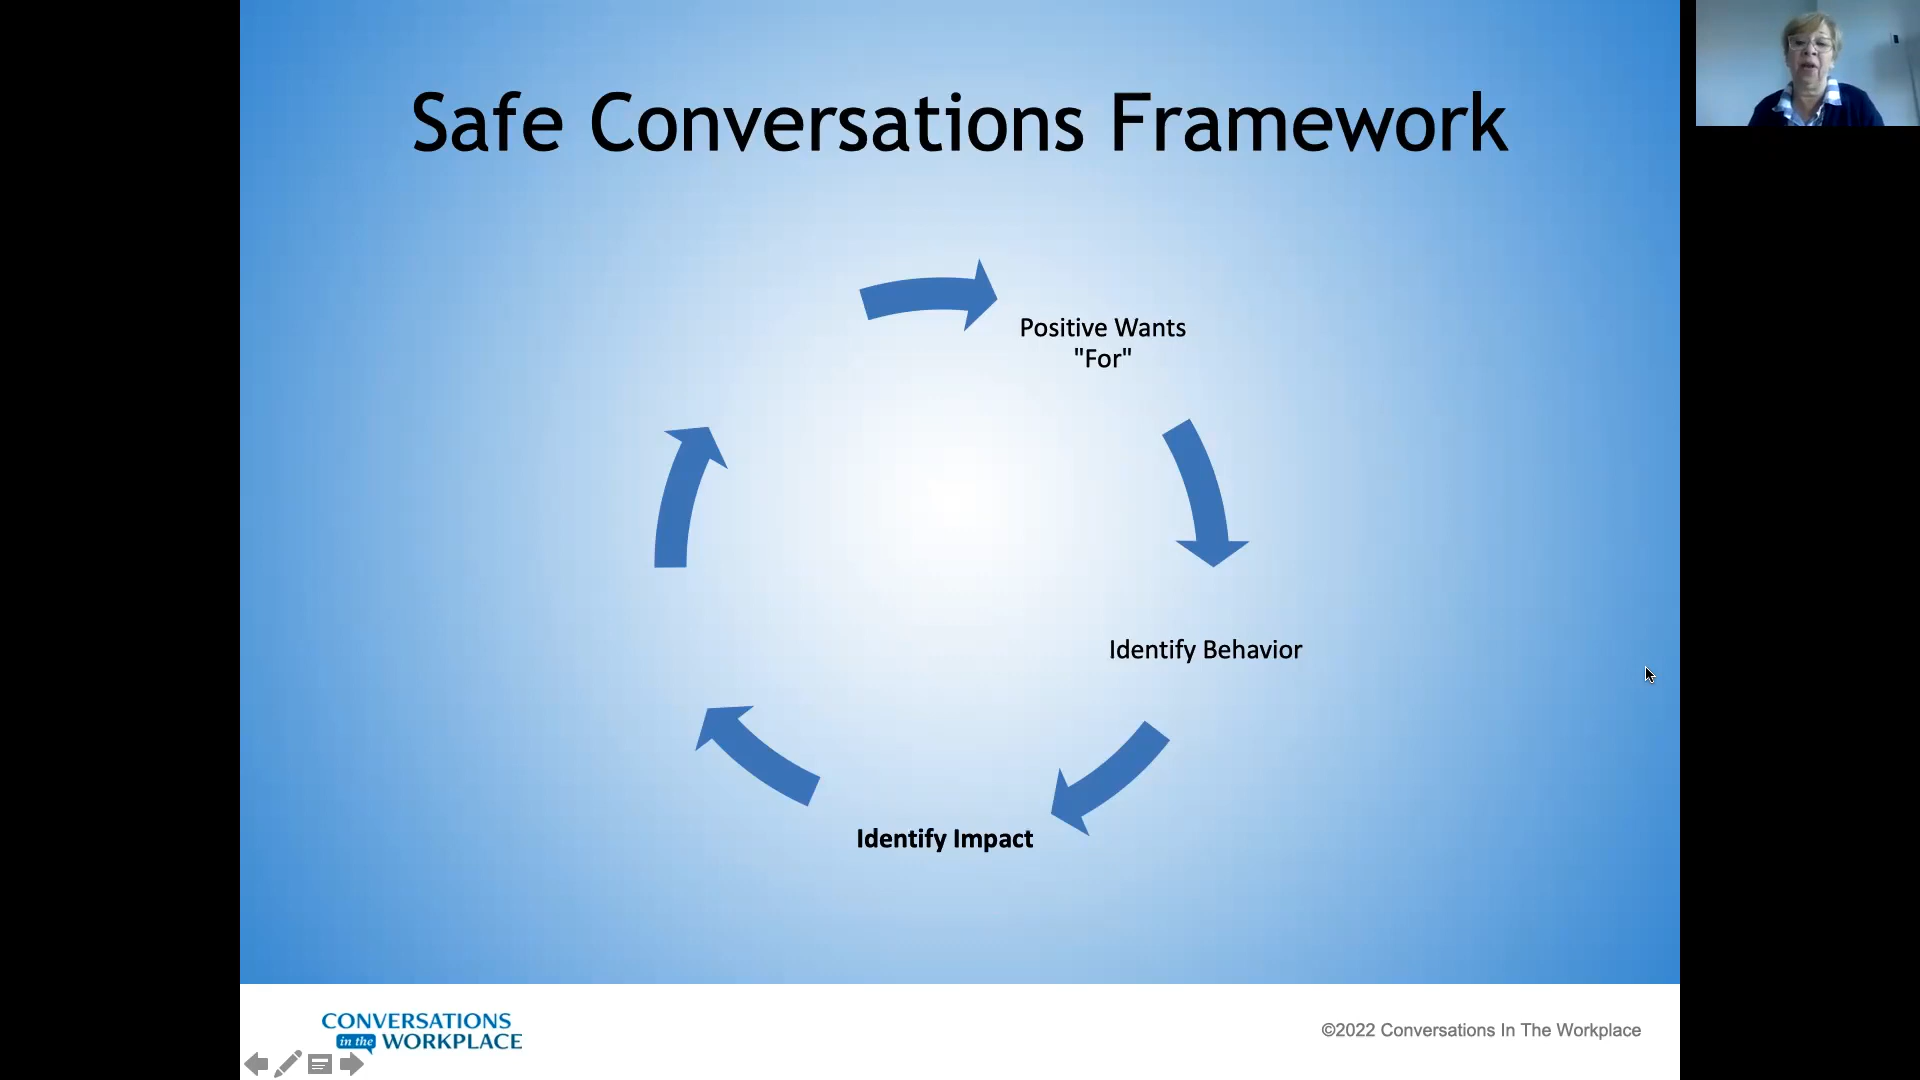 Safe Conversations Framework
Positive Wants
"For"
Identify Behavior
Identify Impact
CONVERSATIONS
in the WORKPLACE
©2022 Conversations In The Workplace